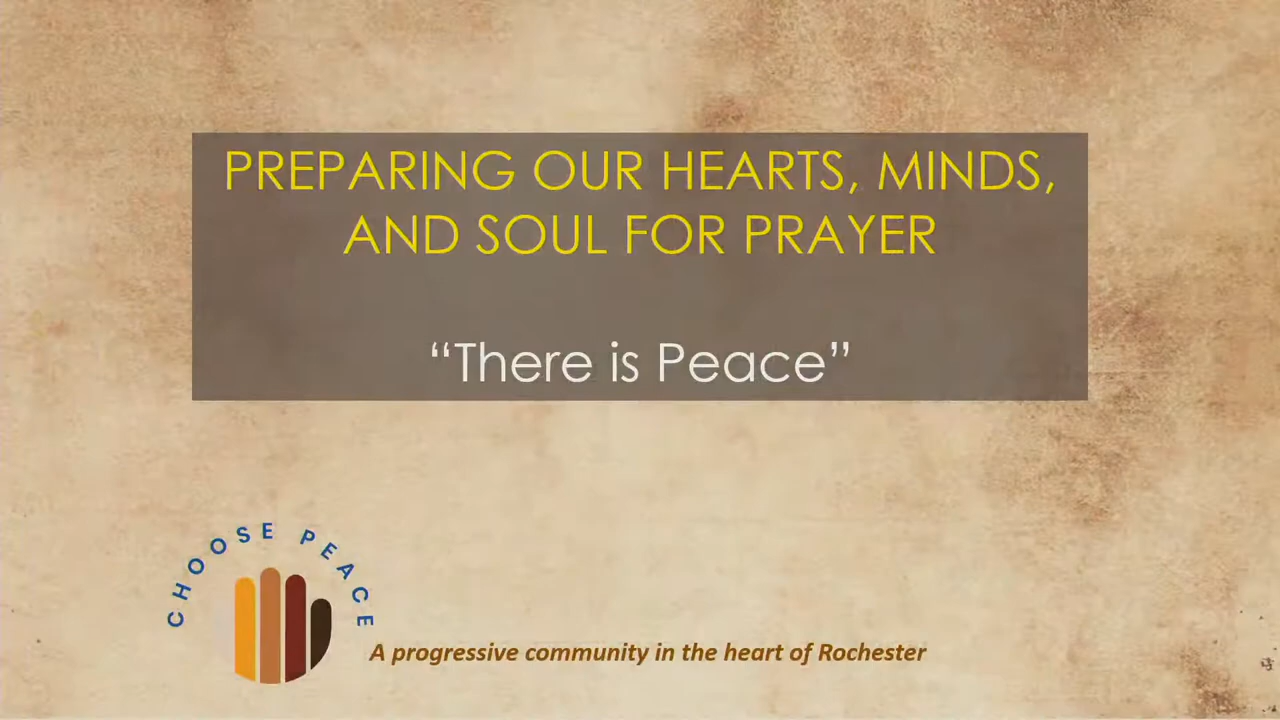 PREPARING OUR HEARTS, MINDS,
AND SOUL FOR PRAYER
“There is Peace”
CHOOSE PEACE
A progressive community in the heart of Rochester